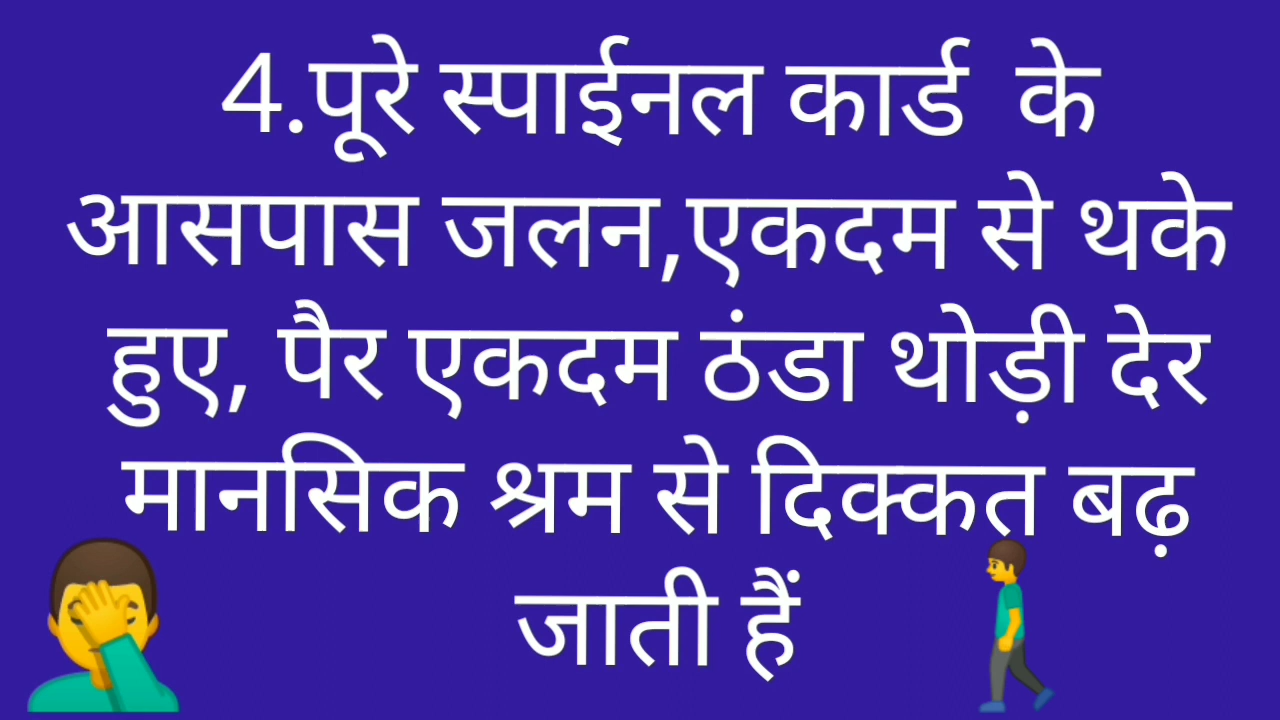 4.पूरे स्पाईनल कार्ड के
आसपास जलन,एकदम से थके
हुए, पैर एकदम ठंडा थोड़ी देर
मानसिक श्रम से दिक्कत बढ़
जाती हैं